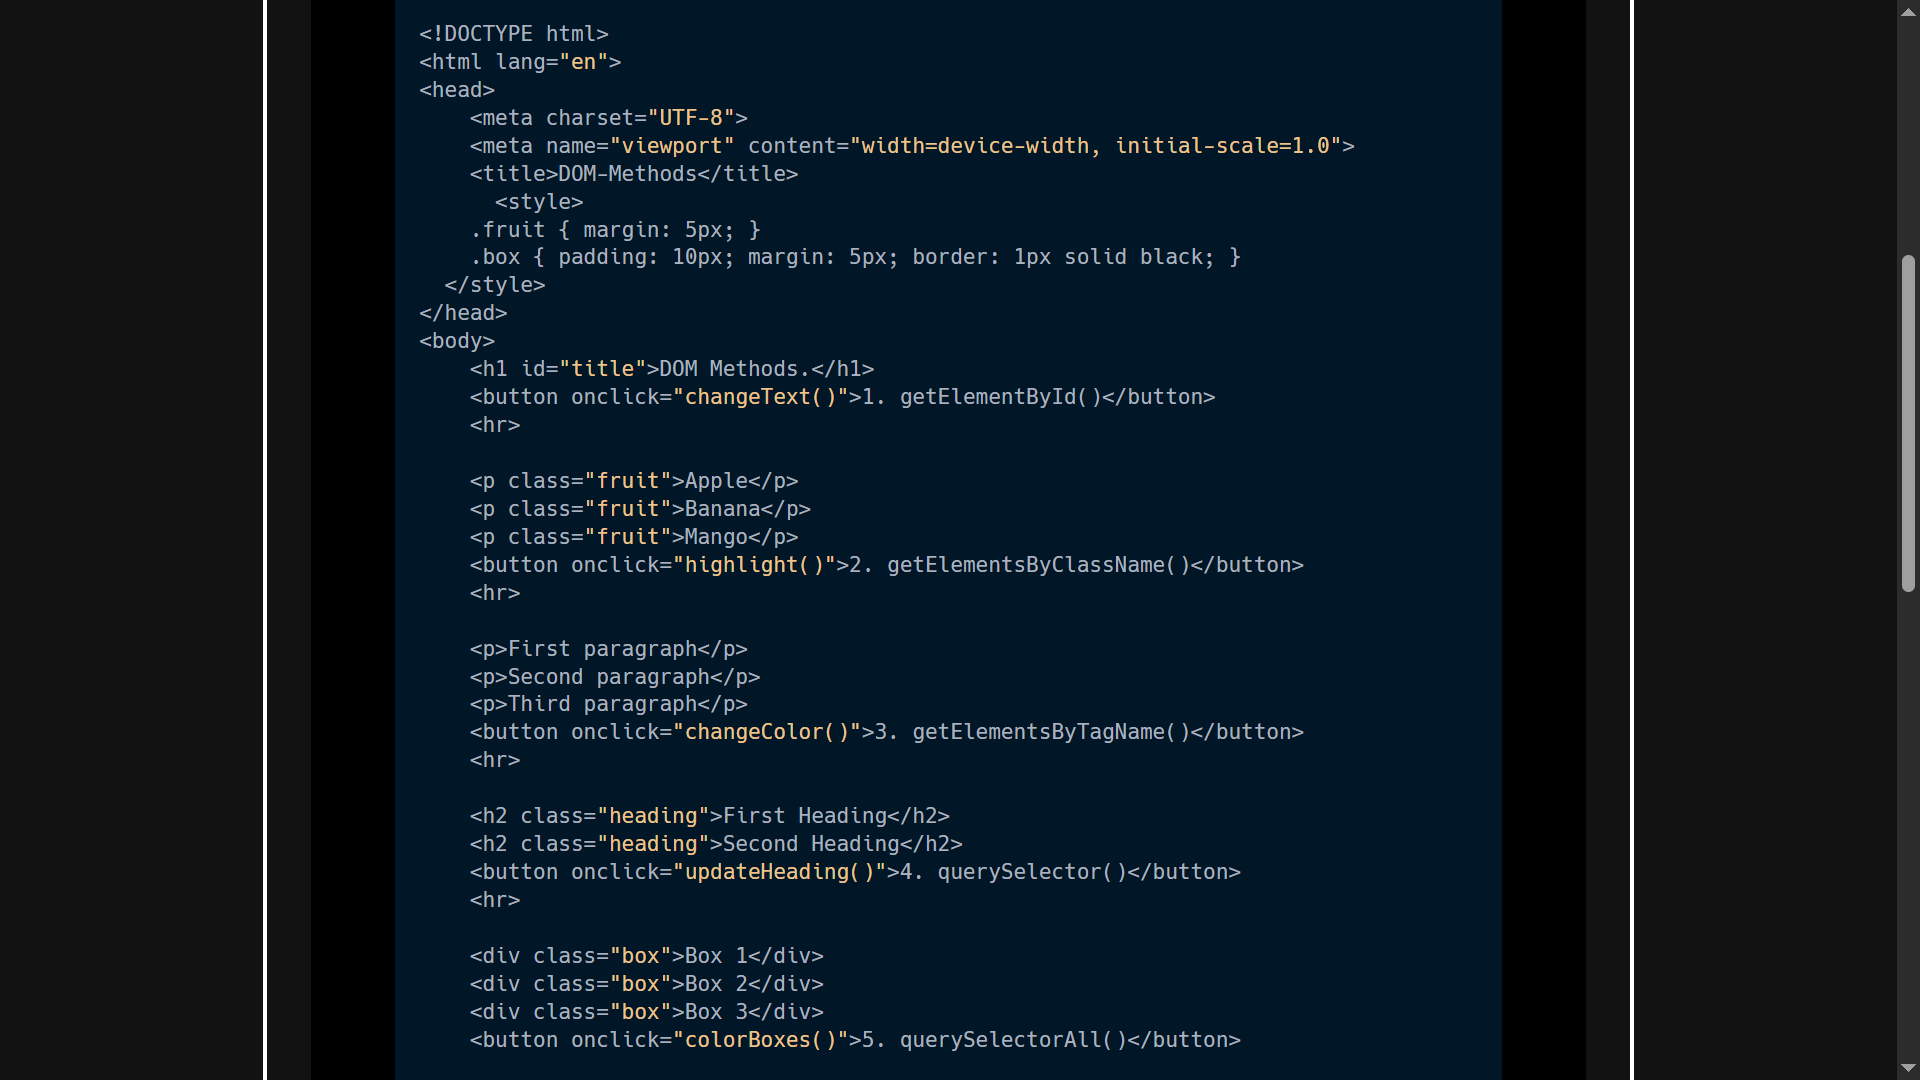 <!DOCTYPE html>
<html lang="en">
<head>
    <meta charset="UTF-8">
    <meta name="viewport" content="width=device-width, initial-scale=1.0">
    <title>DOM-Methods</title>
      <style>
    .fruit { margin: 5px; }
    .box { padding: 10px; margin: 5px; border: 1px solid black; }
  </style>
</head>
<body>
    <h1 id="title">DOM Methods.</h1>
    <button onclick="changeText()">1. getElementById()</button>
    <hr>

    <p class="fruit">Apple</p>
    <p class="fruit">Banana</p>
    <p class="fruit">Mango</p>
    <button onclick="highlight()">2. getElementsByClassName()</button>
    <hr>

    <p>First paragraph</p>
    <p>Second paragraph</p>
    <p>Third paragraph</p>
    <button onclick="changeColor()">3. getElementsByTagName()</button>
    <hr>

    <h2 class="heading">First Heading</h2>
    <h2 class="heading">Second Heading</h2>
    <button onclick="updateHeading()">4. querySelector()</button>
    <hr>

    <div class="box">Box 1</div>
    <div class="box">Box 2</div>
    <div class="box">Box 3</div>
    <button onclick="colorBoxes()">5. querySelectorAll()</button>